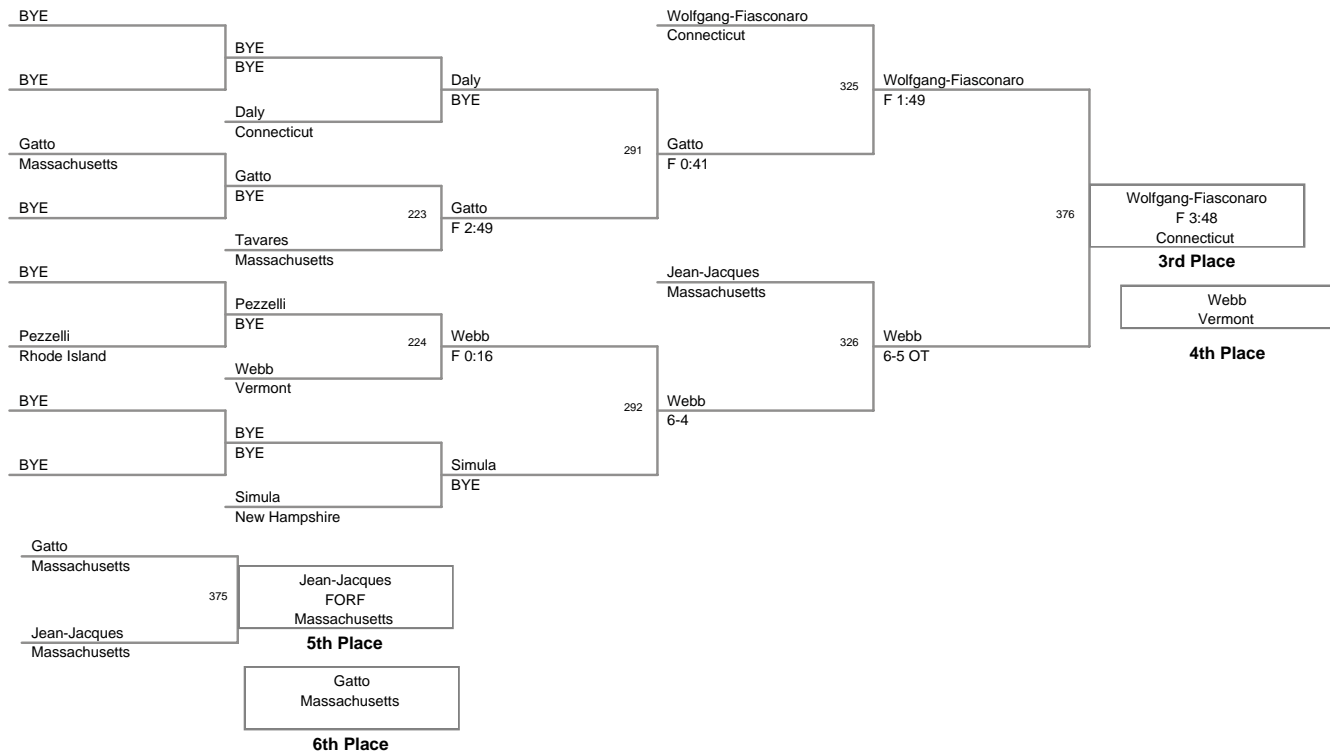 BYE
BYE
BYE
BYE
Daly
Connecticut
Daly
BYE
Gatto
Massachusetts
BYE
Gatto
BYE
223
Tavares
Massachusetts
Gatto
F 2:49
291
Gatto
F 0:41
Wolfgang-Fiasconaro
Connecticut
325
Wolfgang-Fiasconaro
F 1:49
BYE
Pezzelli
Rhode Island
Pezzelli
BYE
224
Webb
Vermont
Webb
F 0:16
BYE
BYE
BYE
BYE
Simula
New Hampshire
Simula
BYE
292
Webb
6-4
Jean-Jacques
Massachusetts
326
Webb
6-5 OT
376
Wolfgang-Fiasconaro
F 3:48
Connecticut
3rd Place
Webb
Vermont
4th Place
Gatto
Massachusetts
375
Jean-Jacques
Massachusetts
Jean-Jacques
FORF
Massachusetts
5th Place
Gatto
Massachusetts
6th Place